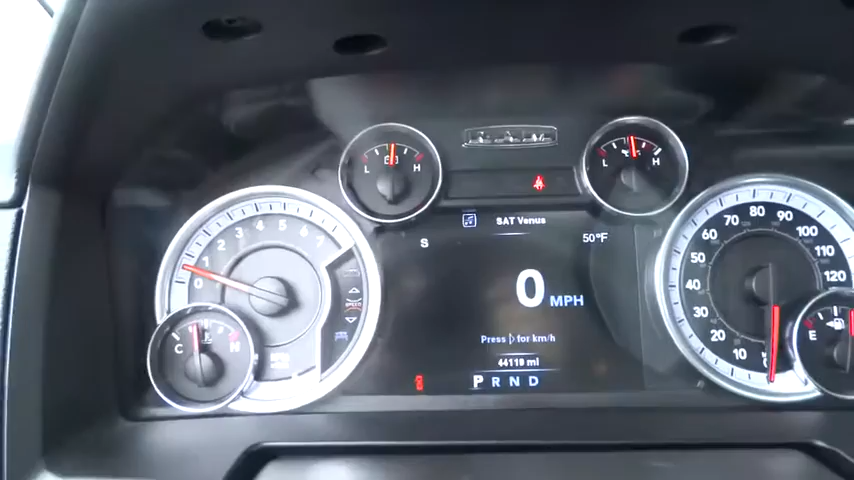 L H
L H
SAT Venus
S
50°F
0 MPH
Press ▷ for km/h
44119 mi
P R N D
0 1 2 3 4 5 6 7
C H
SPEED
10 20 30 40 50 60 70 80 90 100 110 120
E